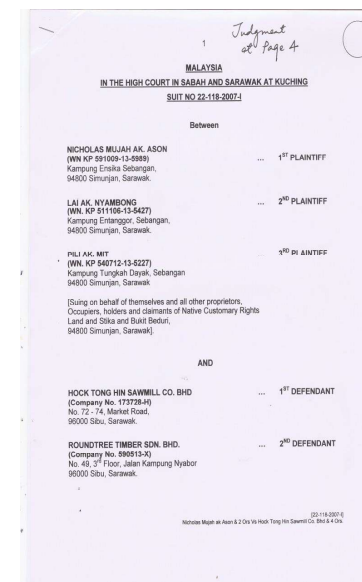 Judgment
at Page 4
1
MALAYSIA
IN THE HIGH COURT IN SABAH AND SARAWAK AT KUCHING
SUIT NO 22-118-2007-I
Between
NICHOLAS MUJAH AK. ASON ... 1ST PLAINTIFF
(WN KP 591009-13-5989)
Kampung Ensika Sebangan,
94800 Simunjan, Sarawak.
LAI AK. NYAMBONG ... 2ND PLAINTIFF
(WN. KP 511106-13-5427)
Kampung Entanggor, Sebangan,
94800 Simunjan, Sarawak.
PILI AK. MIT 3RD PLAINTIFF
(WN. KP 540712-13-5227)
Kampung Tungkah Dayak, Sebangan
94800 Simunjan, Sarawak
[Suing on behalf of themselves and all other proprietors,
Occupiers, holders and claimants of Native Customary Rights
Land and Stika and Bukit Beduri,
94800 Simunjan, Sarawak].
AND
HOCK TONG HIN SAWMILL CO. BHD ... 1ST DEFENDANT
(Company No. 173728-H)
No. 72 - 74, Market Road,
96000 Sibu, Sarawak.
ROUNDTREE TIMBER SDN. BHD. ... 2ND DEFENDANT
(Company No. 590513-X)
No. 49, 3rd Floor, Jalan Kampung Nyabor
96000 Sibu, Sarawak.
[22-118-2007-I]
Nicholas Mujah ak Ason & 2 Ors Vs Hock Tong Hin Sawmill Co. Bhd & 4 Ors.